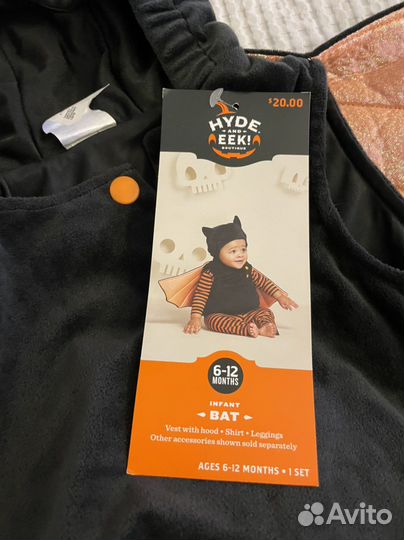 $20.00
HYDE
AND
EEK!
BOUTIQUE
6-12
MONTHS
INFANT
BAT
Vest with hood • Shirt • Leggings
Other accessories shown sold separately
AGES 6-12 MONTHS • 1 SET
Avito